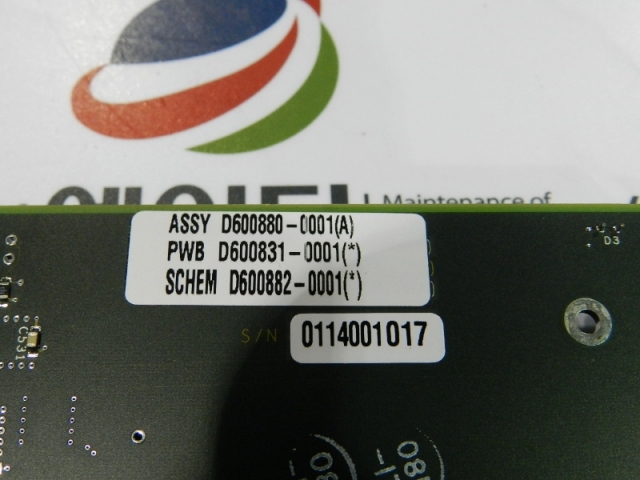 Maintenance of
ASSY D600880-0001(A)
PWB D600831-0001(*)
SCHEM D600882-0001(*)
S/N 0114001017
D3
C531